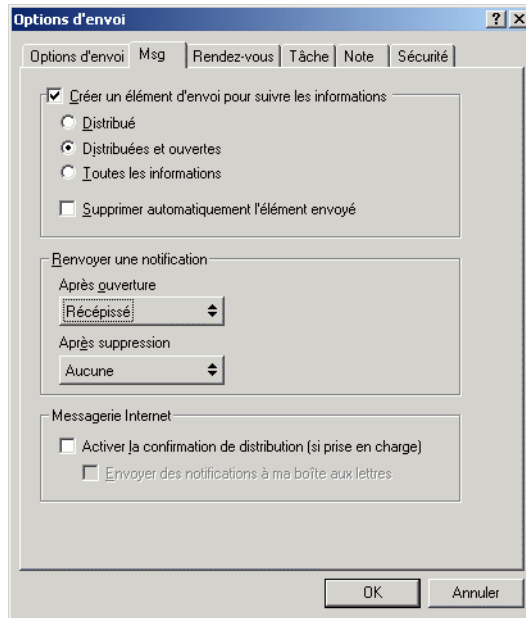 Options d'envoi
Options d'envoi Msg Rendez-vous Tâche Note Sécurité
Créer un élément d'envoi pour suivre les informations
Distribué
Distribuées et ouvertes
Toutes les informations
Supprimer automatiquement l'élément envoyé
Renvoyer une notification
Après ouverture
Récépissé
Après suppression
Aucune
Messagerie Internet
Activer la confirmation de distribution (si prise en charge)
Envoyer des notifications à ma boîte aux lettres
OK Annuler